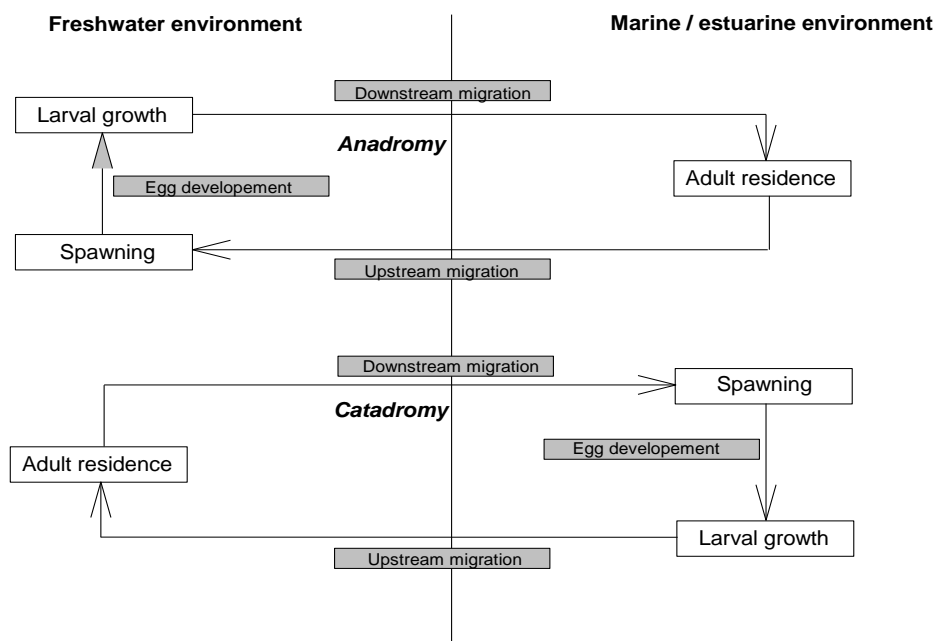 Freshwater environment
Marine / estuarine environment
Downstream migration
Larval growth
Anadromy
Adult residence
Egg developement
Spawning
Upstream migration
Downstream migration
Spawning
Catadromy
Egg developement
Adult residence
Larval growth
Upstream migration